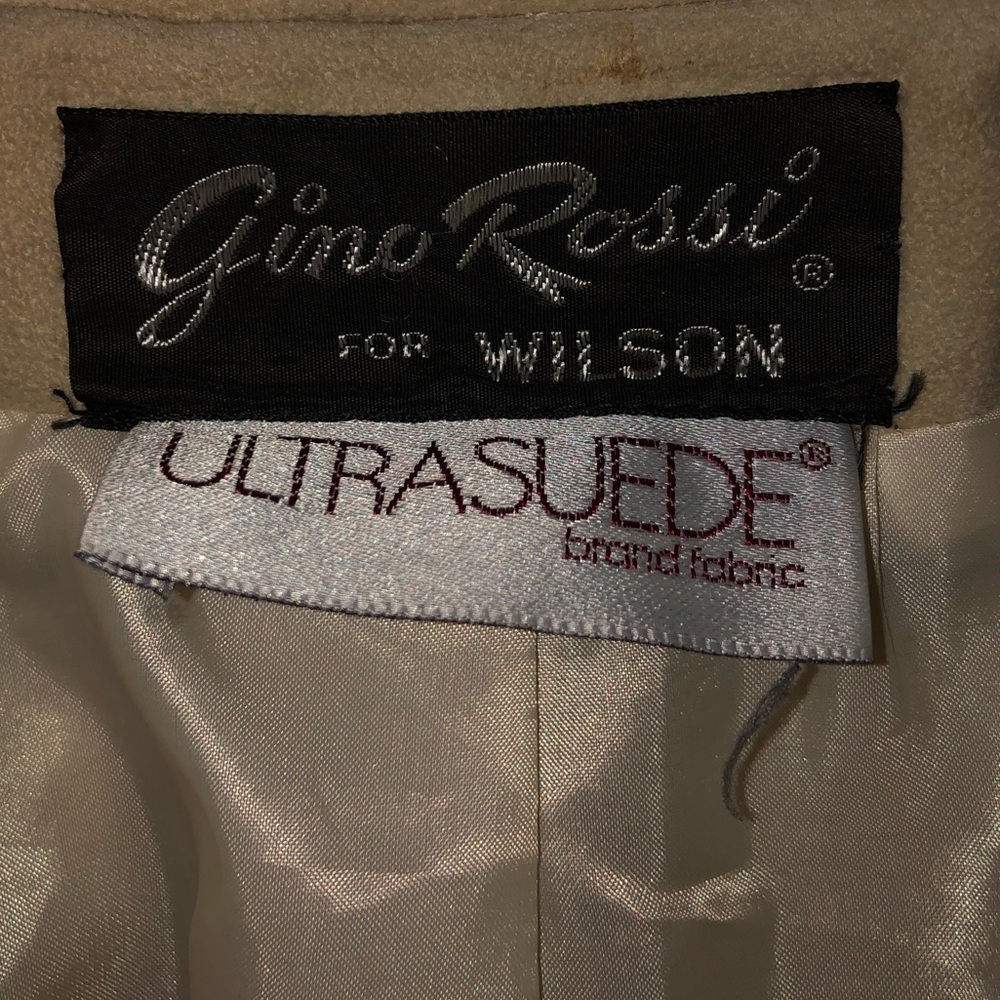 Gino Rossi ®
FOR WILSON
ULTRASUEDE ®
brand fabric